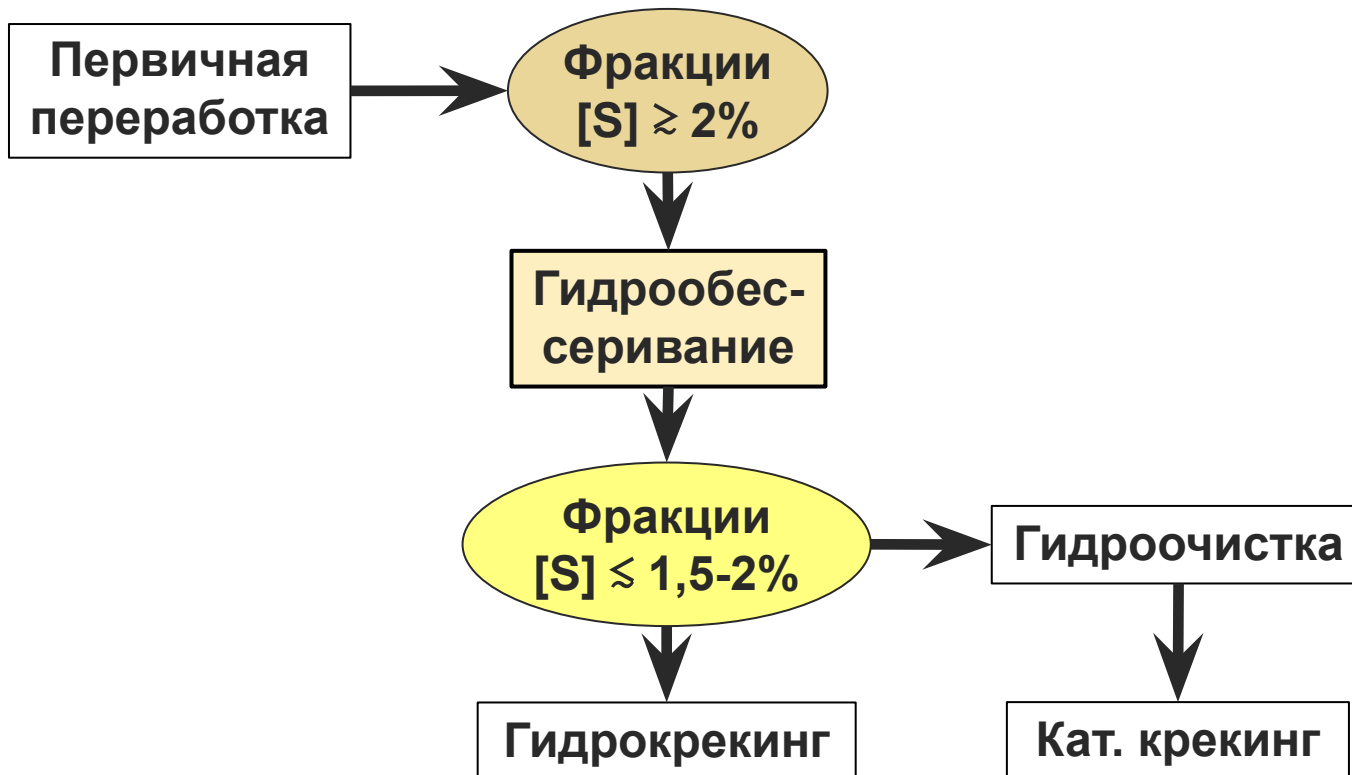 Первичная
переработка
Фракции
[S] ≳ 2%
Гидрообес-
серивание
Фракции
[S] ≲ 1,5-2%
Гидроочистка
Гидрокрекинг
Кат. крекинг